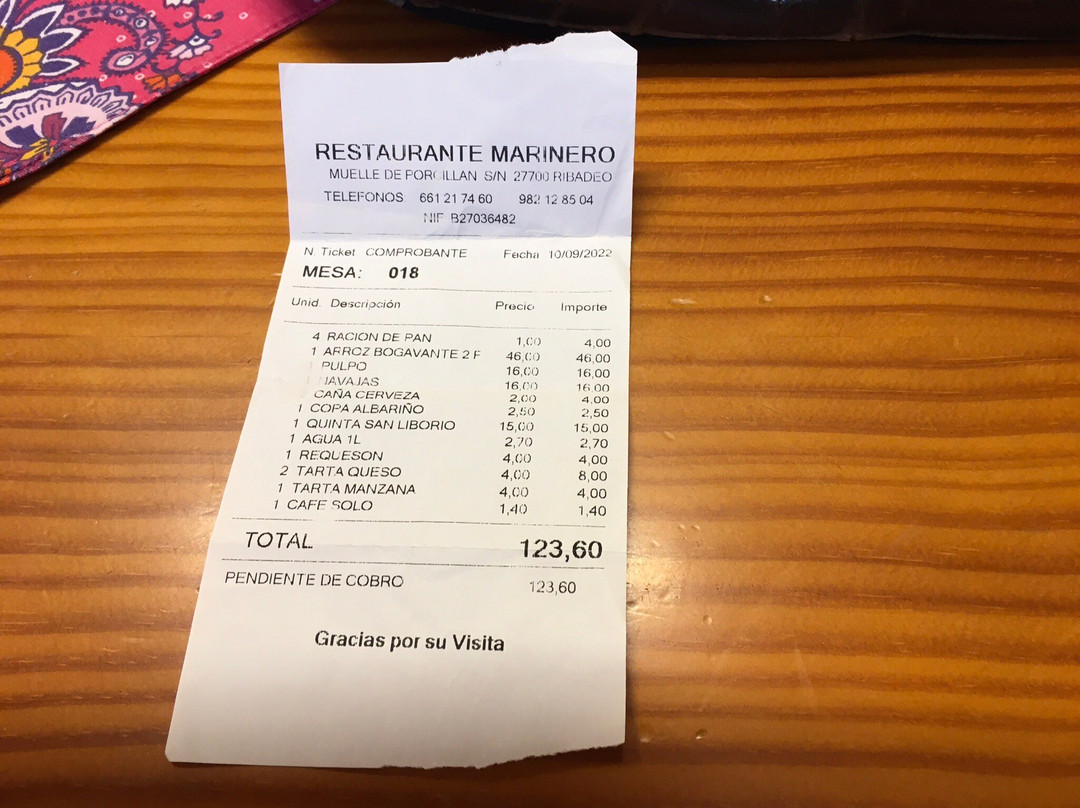 RESTAURANTE MARINERO
MUELLE DE PORCILLAN S/N 27700 RIBADEO
TELEFONOS 661 21 74 60 982 12 85 04
NIF B27036482
N. Ticket COMPROBANTE Fecha 10/09/2022
MESA: 018
Unid. Descripción Precio Importe
4 RACION DE PAN 1,00 4,00
1 ARROZ BOGAVANTE 2 P 46,00 46,00
PULPO 16,00 16,00
NAVAJAS 16,00 16,00
CAÑA CERVEZA 2,00 4,00
1 COPA ALBARIÑO 2,50 2,50
1 QUINTA SAN LIBORIO 15,00 15,00
1 AGUA 1L 2,70 2,70
1 REQUESON 4,00 4,00
2 TARTA QUESO 4,00 8,00
1 TARTA MANZANA 4,00 4,00
1 CAFE SOLO 1,40 1,40
TOTAL 123,60
PENDIENTE DE COBRO 123,60
Gracias por su Visita